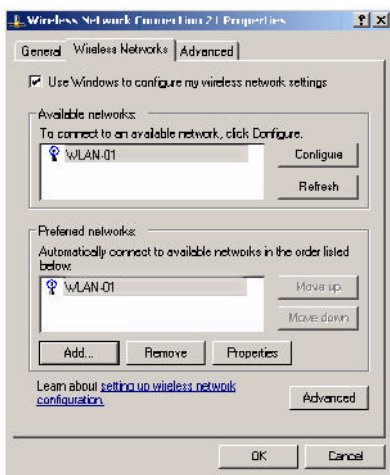 Wireless Network Connection 21 Properties
General Wireless Networks Advanced
Use Windows to configure my wireless network settings
Available networks:
To connect to an available network, click Configure.
WLAN-01
Configure
Refresh
Preferred networks:
Automatically connect to available networks in the order listed
below:
WLAN-01
Move up
Move down
Add... Remove Properties
Learn about setting up wireless network
configuration.
Advanced
OK Cancel